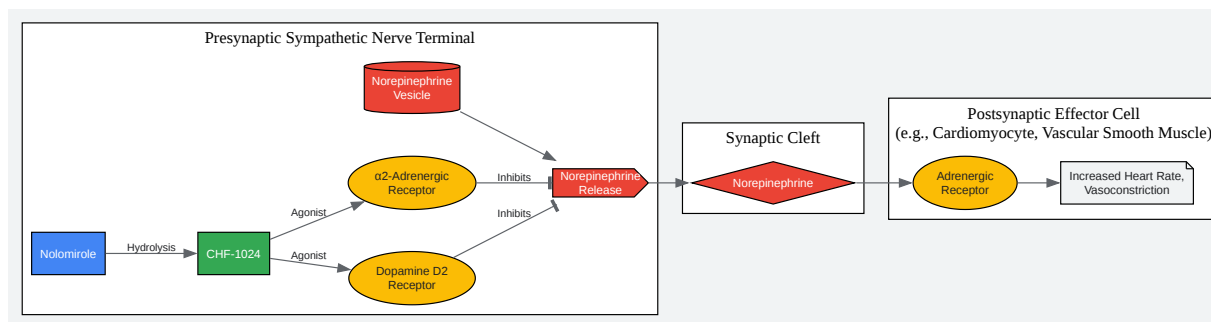 Presynaptic Sympathetic Nerve Terminal
Norepinephrine
Vesicle
α2-Adrenergic
Receptor
Inhibits
Norepinephrine
Release
Inhibits
Agonist
Nolomirole
Hydrolysis
CHF-1024
Agonist
Dopamine D2
Receptor
Synaptic Cleft
Norepinephrine
Postsynaptic Effector Cell
(e.g., Cardiomyocyte, Vascular Smooth Muscle)
Adrenergic
Receptor
Increased Heart Rate,
Vasoconstriction